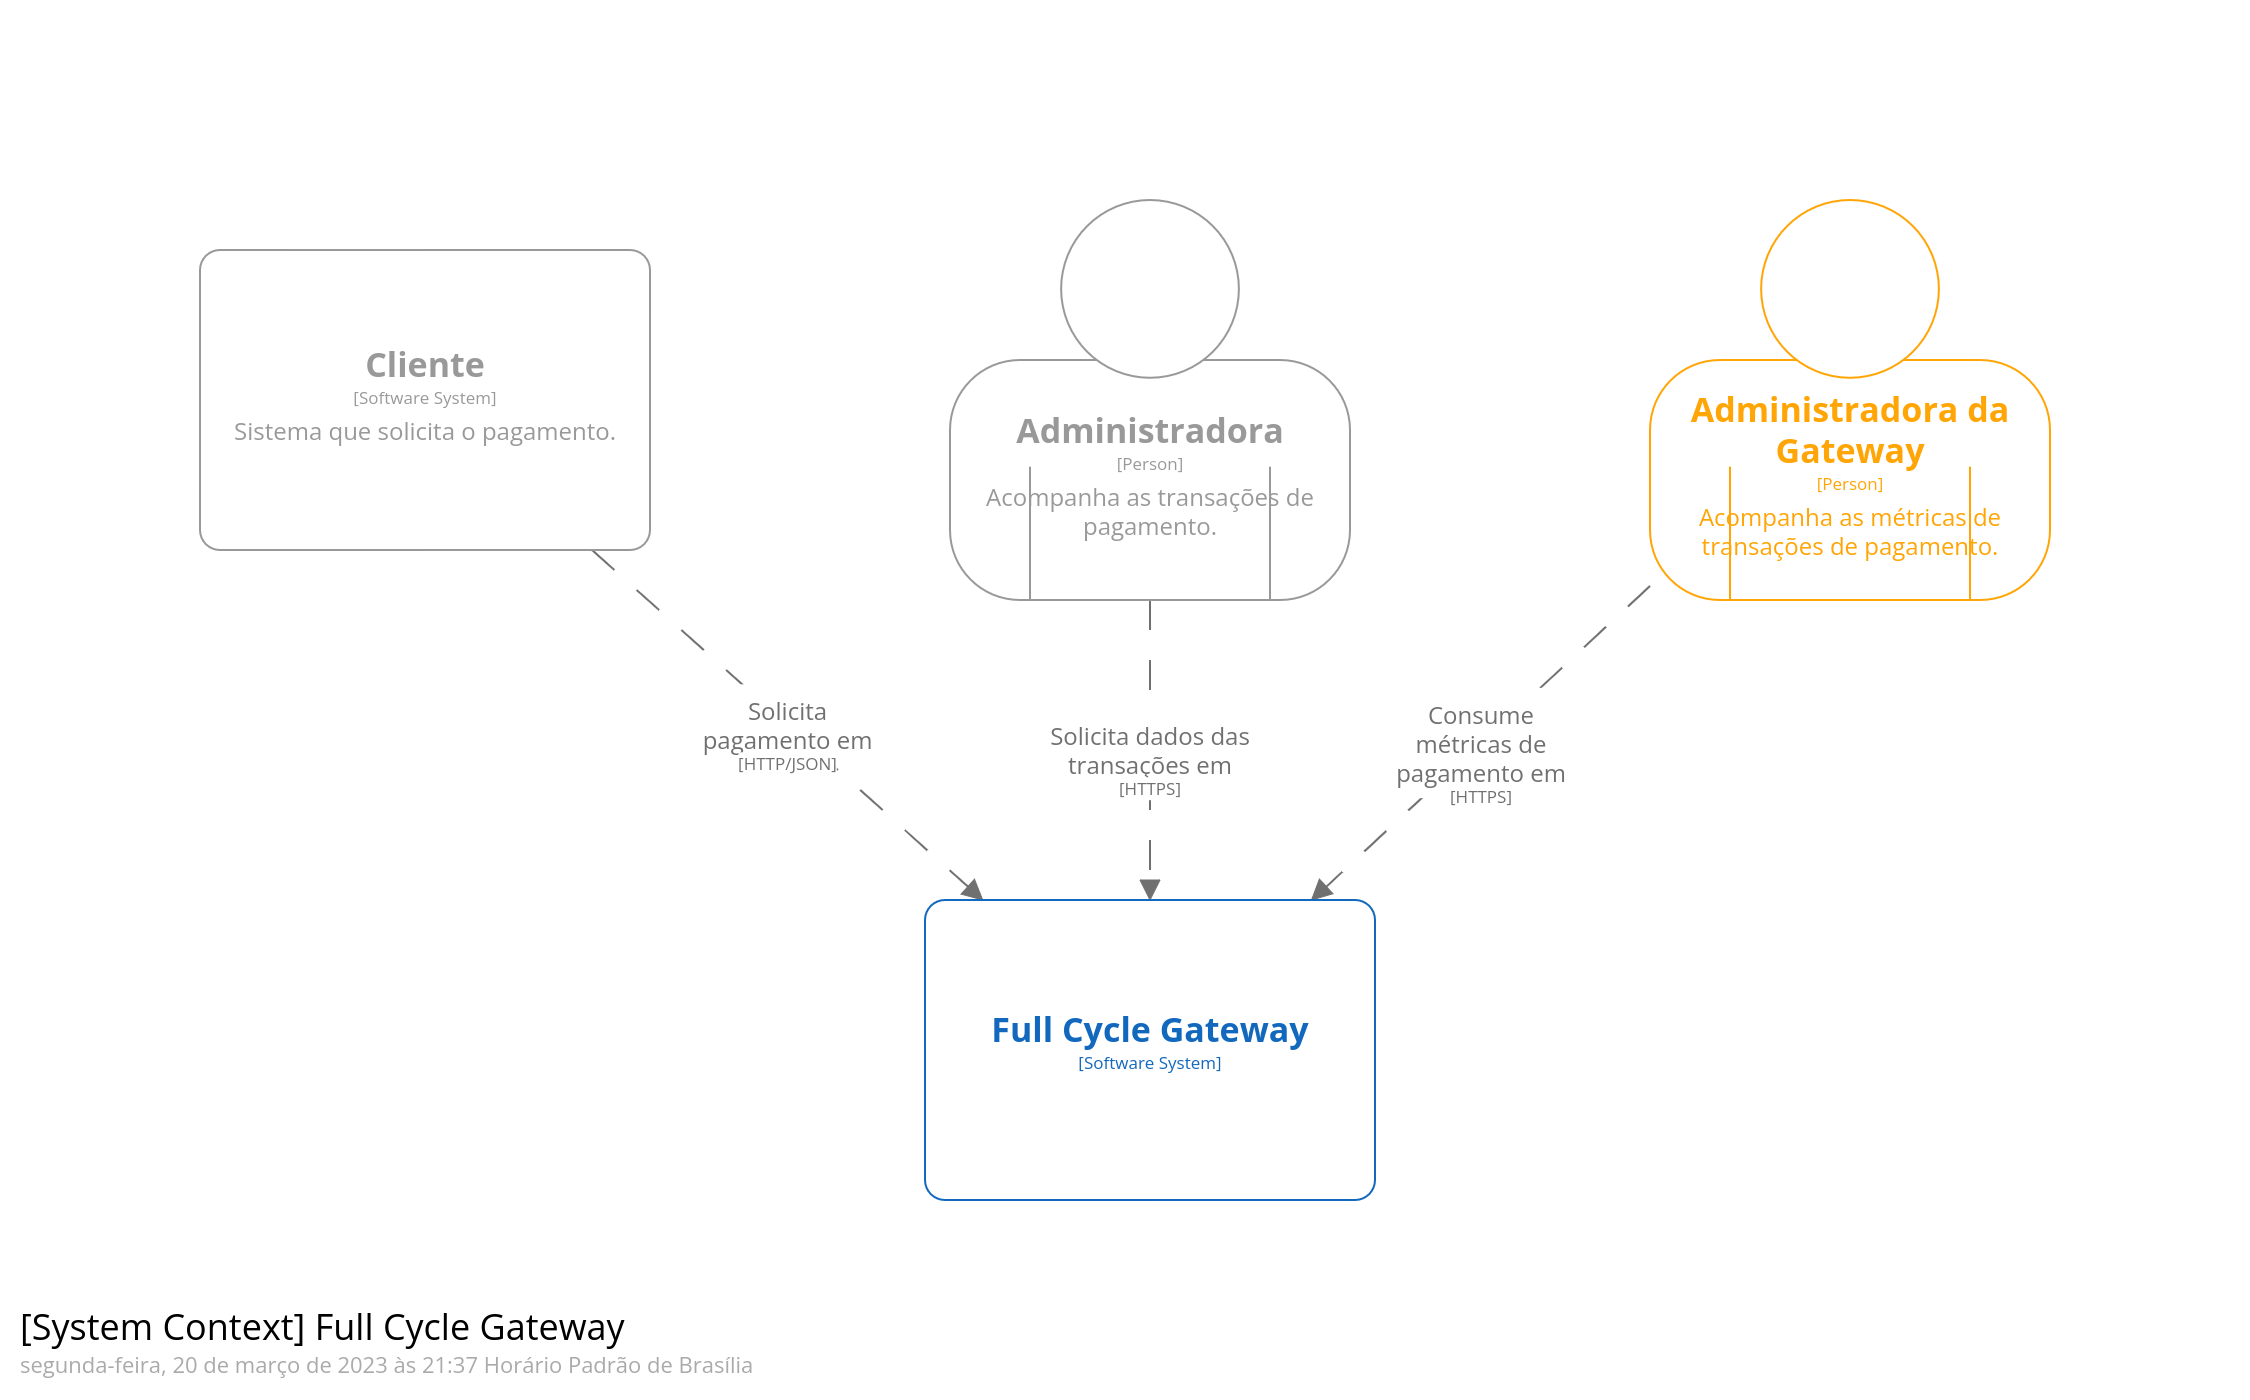 Cliente
[Software System]
Sistema que solicita o pagamento.
Administradora
[Person]
Acompanha as transações de
pagamento.
Administradora da
Gateway
[Person]
Acompanha as métricas de
transações de pagamento.
Solicita
pagamento em
[HTTP/JSON].
Solicita dados das
transações em
[HTTPS]
Consume
métricas de
pagamento em
[HTTPS]
Full Cycle Gateway
[Software System]
[System Context] Full Cycle Gateway
segunda-feira, 20 de março de 2023 às 21:37 Horário Padrão de Brasília